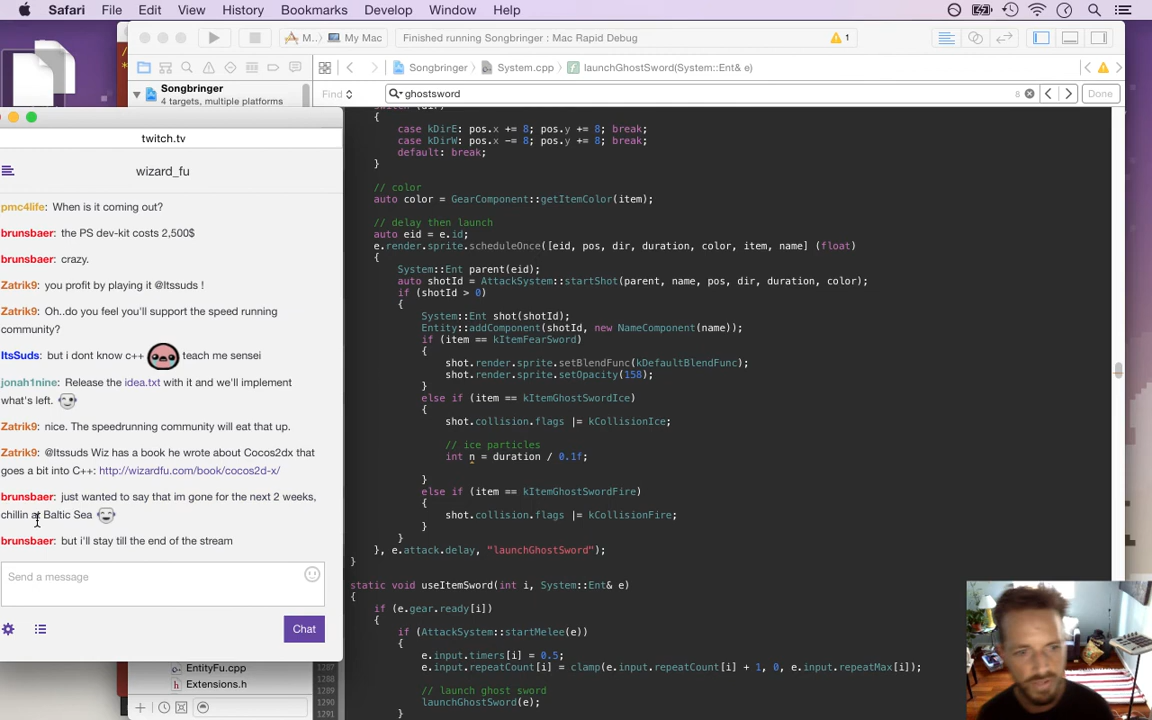 Safari File Edit View History Bookmarks Develop Window Help
M... My Mac
Finished running Songbringer : Mac Rapid Debug
1
Songbringer
4 targets, multiple platforms
Songbringer System.cpp launchGhostSword(System::Ent& e)
Find ghostsword 8 Done
twitch.tv
wizard_fu
pmc4life: When is it coming out?
brunsbaer: the PS dev-kit costs 2,500$
brunsbaer: crazy.
Zatrik9: you profit by playing it @Itssuds !
Zatrik9: Oh..do you feel you'll support the speed running
community?
ItsSuds: but i dont know c++ teach me sensei
jonah1nine: Release the idea.txt with it and we'll implement
what's left.
Zatrik9: nice. The speedrunning community will eat that up.
Zatrik9: @Itssuds Wiz has a book he wrote about Cocos2dx that
goes a bit into C++: http://wizardfu.com/book/cocos2d-x/
brunsbaer: just wanted to say that im gone for the next 2 weeks,
chillin at Baltic Sea
brunsbaer: but i'll stay till the end of the stream
Send a message
Chat
EntityFu.cpp
Extensions.h
{
case kDirE: pos.x += 8; pos.y += 8; break;
case kDirW: pos.x -= 8; pos.y += 8; break;
default: break;
}
// color
auto color = GearComponent::getItemColor(item);
// delay then launch
auto eid = e.id;
e.render.sprite.scheduleOnce([eid, pos, dir, duration, color, item, name] (float)
{
System::Ent parent(eid);
auto shotId = AttackSystem::startShot(parent, name, pos, dir, duration, color);
if (shotId > 0)
{
System::Ent shot(shotId);
Entity::addComponent(shotId, new NameComponent(name));
if (item == kItemFearSword)
{
shot.render.sprite.setBlendFunc(kDefaultBlendFunc);
shot.render.sprite.setOpacity(158);
}
else if (item == kItemGhostSwordIce)
{
shot.collision.flags |= kCollisionIce;
// ice particles
int n = duration / 0.1f;
}
else if (item == kItemGhostSwordFire)
{
shot.collision.flags |= kCollisionFire;
}
}
}, e.attack.delay, "launchGhostSword");
}
static void useItemSword(int i, System::Ent& e)
{
if (e.gear.ready[i])
{
if (AttackSystem::startMelee(e))
{
e.input.timers[i] = 0.5;
1287 e.input.repeatCount[i] = clamp(e.input.repeatCount[i] + 1, 0, e.input.repeatMax[i]);
1288
1289 // launch ghost sword
1290 launchGhostSword(e);
1291 }